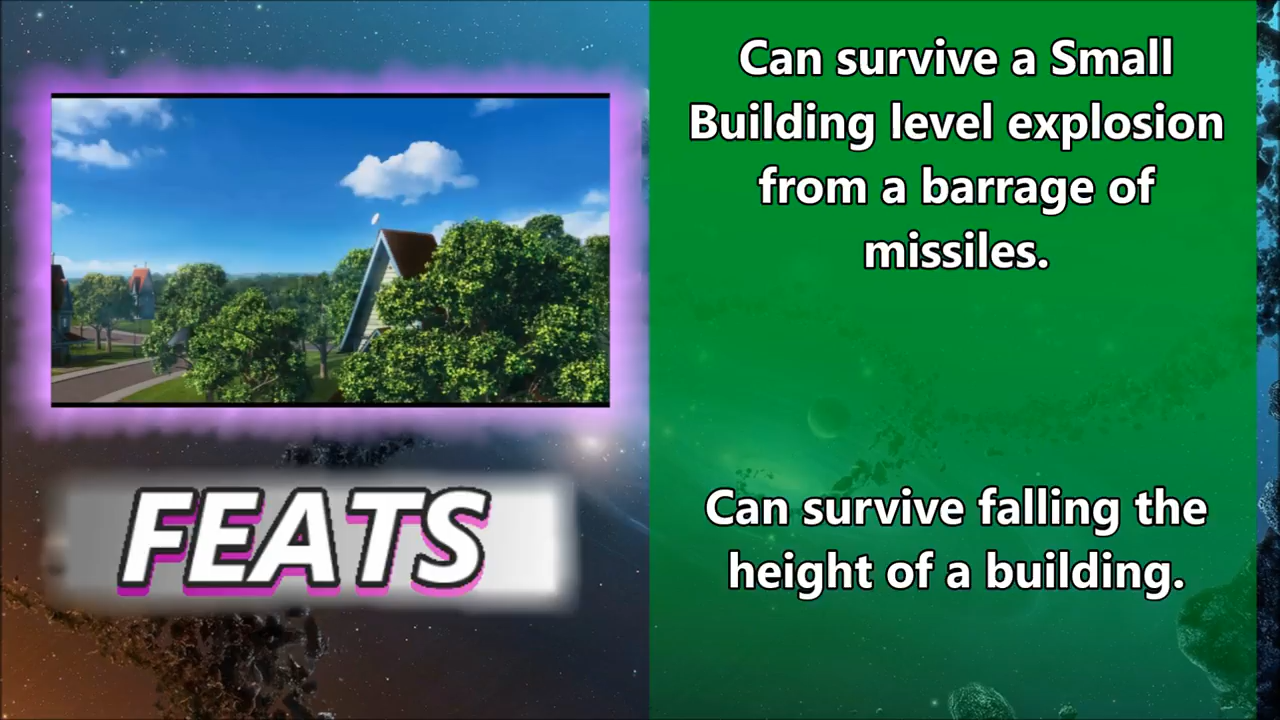 Can survive a Small
Building level explosion
from a barrage of
missiles.
FEATS
Can survive falling the
height of a building.